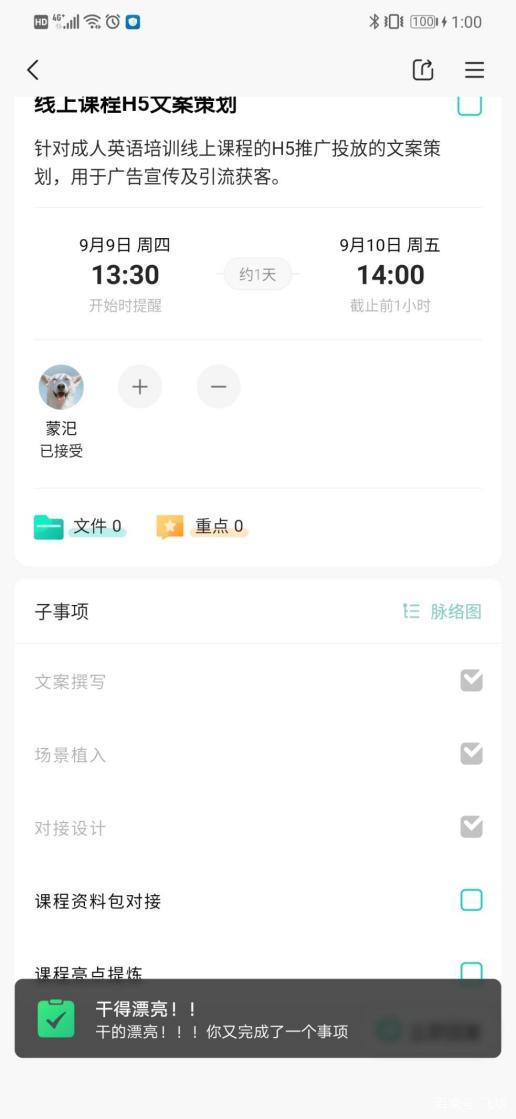 HD 4G+ 100 1:00
线上课程H5文案策划
针对成人英语培训线上课程的H5推广投放的文案策
划，用于广告宣传及引流获客。
9月9日 周四
13:30
开始时提醒
约1天
9月10日 周五
14:00
截止前1小时
蒙汜
已接受
文件 0
重点 0
子事项
脉络图
文案撰写
场景植入
对接设计
课程资料包对接
课程亮点提炼
干得漂亮！！
干的漂亮！！！你又完成了一个事项